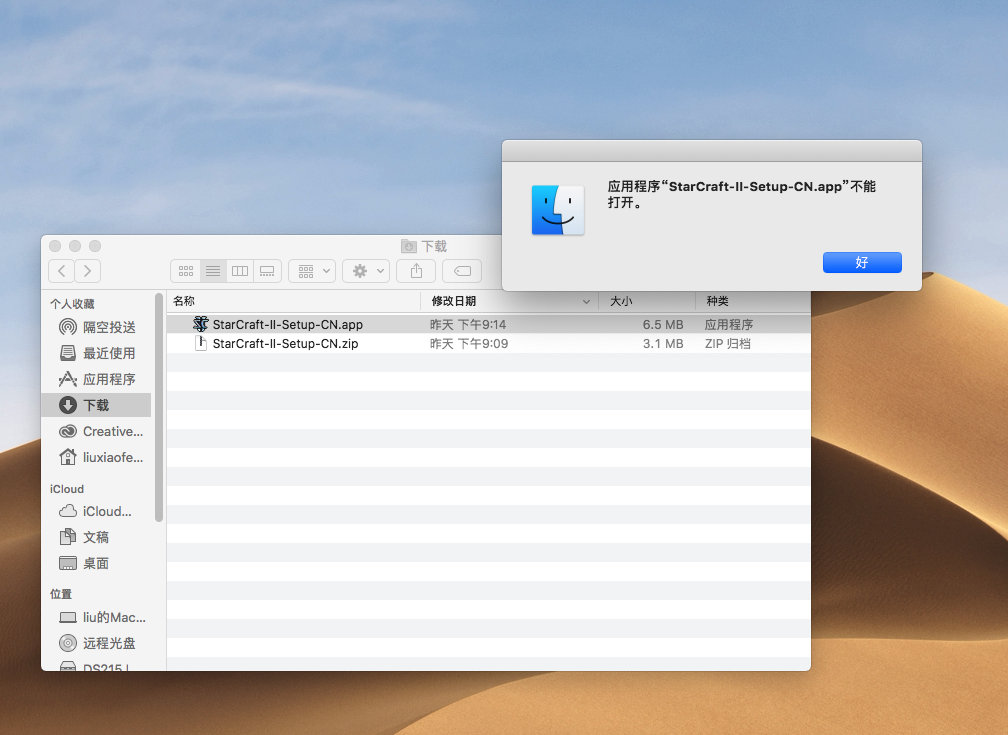 应用程序“StarCraft-II-Setup-CN.app”不能
打开。
好
下载
个人收藏
隔空投送
最近使用
应用程序
下载
Creative...
liuxiaofe...
iCloud
iCloud...
文稿
桌面
位置
liu的Mac...
远程光盘
DS215 I
名称 修改日期 大小 种类
StarCraft-II-Setup-CN.app 昨天 下午9:14 6.5 MB 应用程序
StarCraft-II-Setup-CN.zip 昨天 下午9:09 3.1 MB ZIP 归档